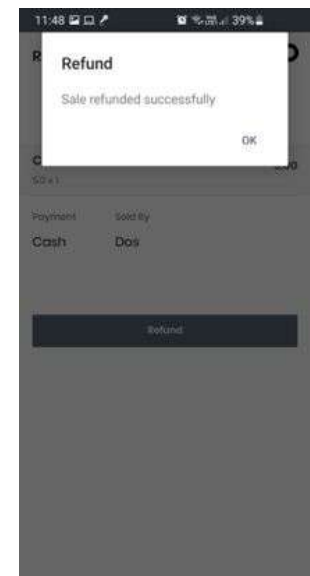 11:48 39%
R
Refund
Sale refunded successfully
OK
C
Payment Sold By
Cash Dos
Refund